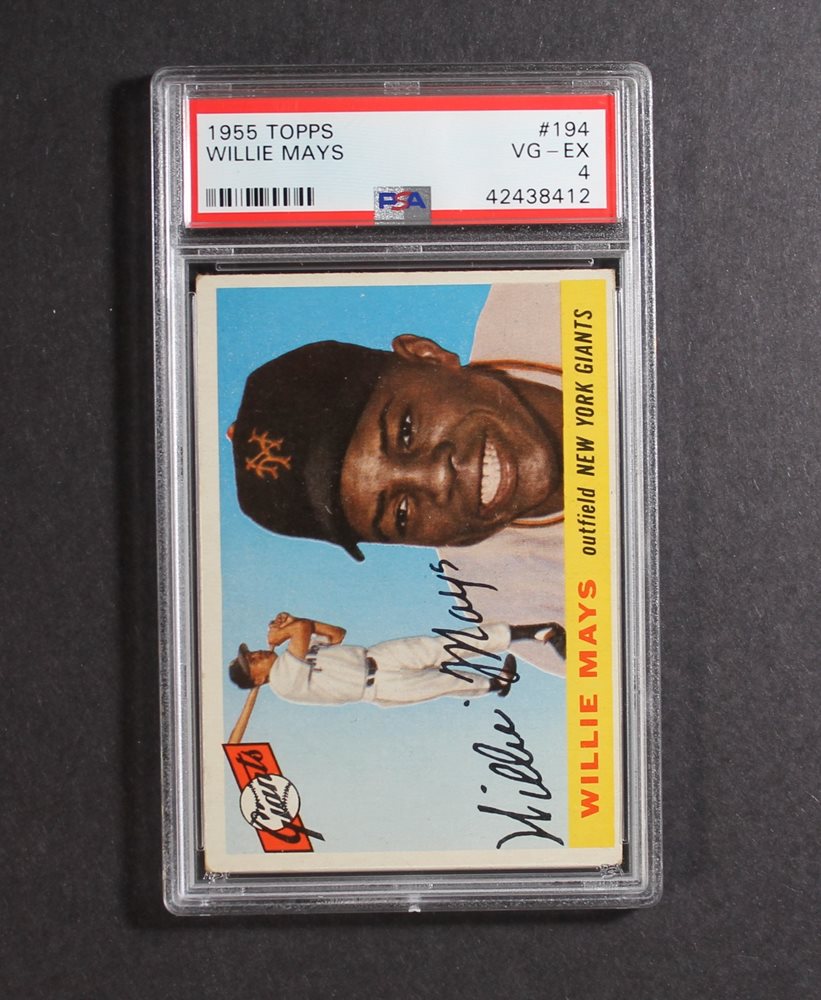 1955 TOPPS
WILLIE MAYS
#194
VG – EX
4
42438412
PSA
NY
Giants
Willie Mays
WILLIE MAYS outfield NEW YORK GIANTS